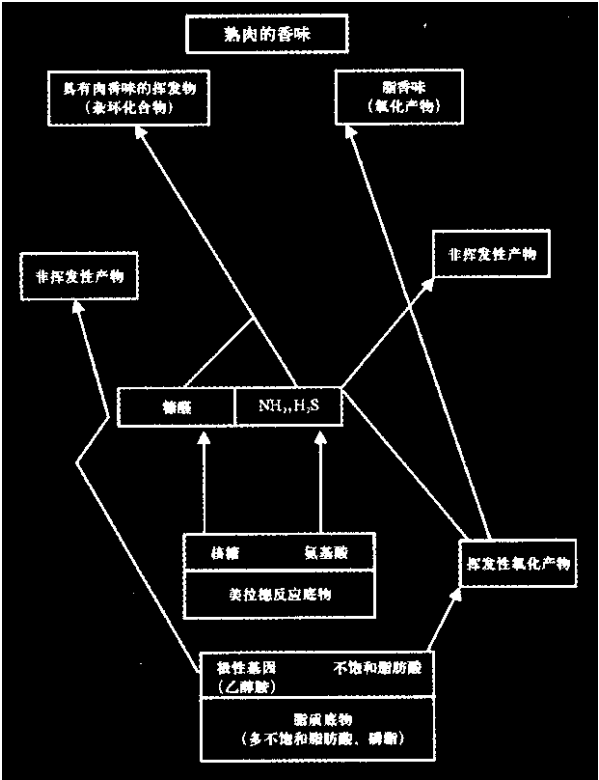 熟肉的香味
具有肉香味的挥发物
(杂环化合物)
脂香味
(氧化产物)
非挥发性产物
非挥发性产物
糠醛
NH₃,H₂S
核糖
氨基酸
美拉德反应底物
挥发性氧化产物
极性基因
(乙醇胺)
不饱和脂肪酸
脂质底物
(多不饱和脂肪酸、磷脂)